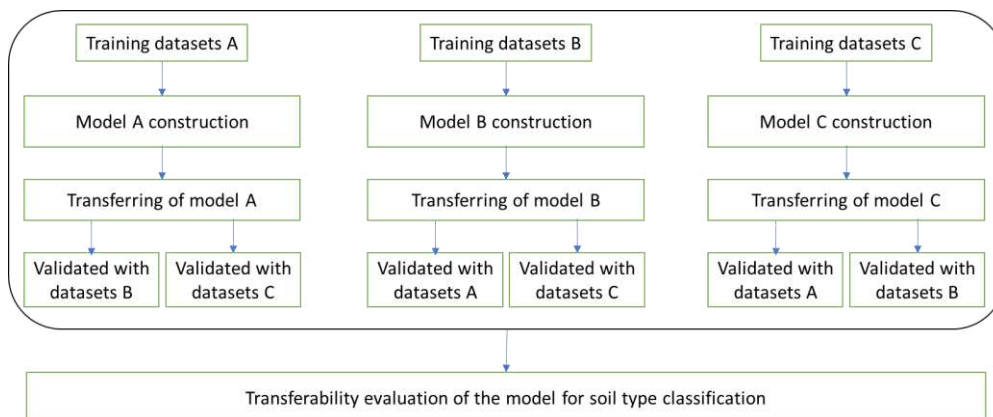 Training datasets A
Training datasets B
Training datasets C
Model A construction
Model B construction
Model C construction
Transferring of model A
Transferring of model B
Transferring of model C
Validated with
datasets B
Validated with
datasets C
Validated with
datasets A
Validated with
datasets C
Validated with
datasets A
Validated with
datasets B
Transferability evaluation of the model for soil type classification